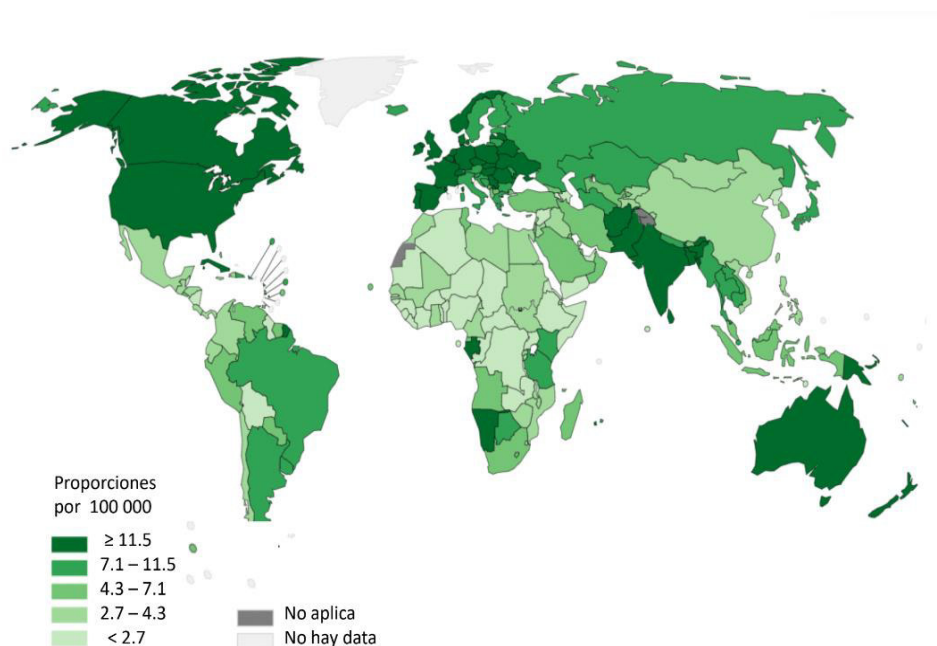 Proporciones
por 100 000
≥ 11.5
7.1 – 11.5
4.3 – 7.1
2.7 – 4.3
< 2.7
No aplica
No hay data